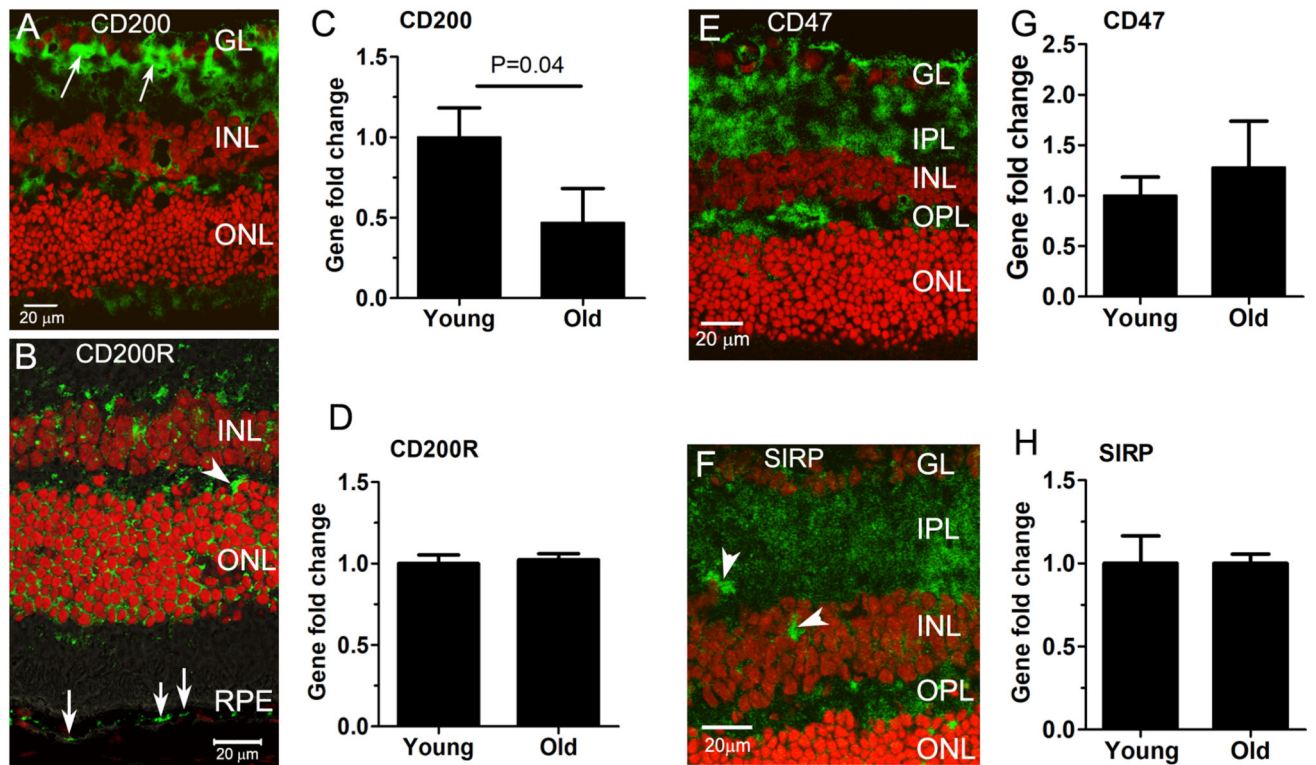 A
CD200
GL
INL
ONL
20 μm
B
CD200R
INL
ONL
RPE
20 μm
C
CD200
P=0.04
Gene fold change
1.5
1.0
0.5
0.0
Young Old
D
CD200R
Gene fold change
1.5
1.0
0.5
0.0
Young Old
E
CD47
GL
IPL
INL
OPL
ONL
20 μm
F
SIRP
GL
IPL
INL
OPL
ONL
20μm
G
CD47
Gene fold change
2.5
2.0
1.5
1.0
0.5
0.0
Young Old
H
SIRP
Gene fold change
1.5
1.0
0.5
0.0
Young Old